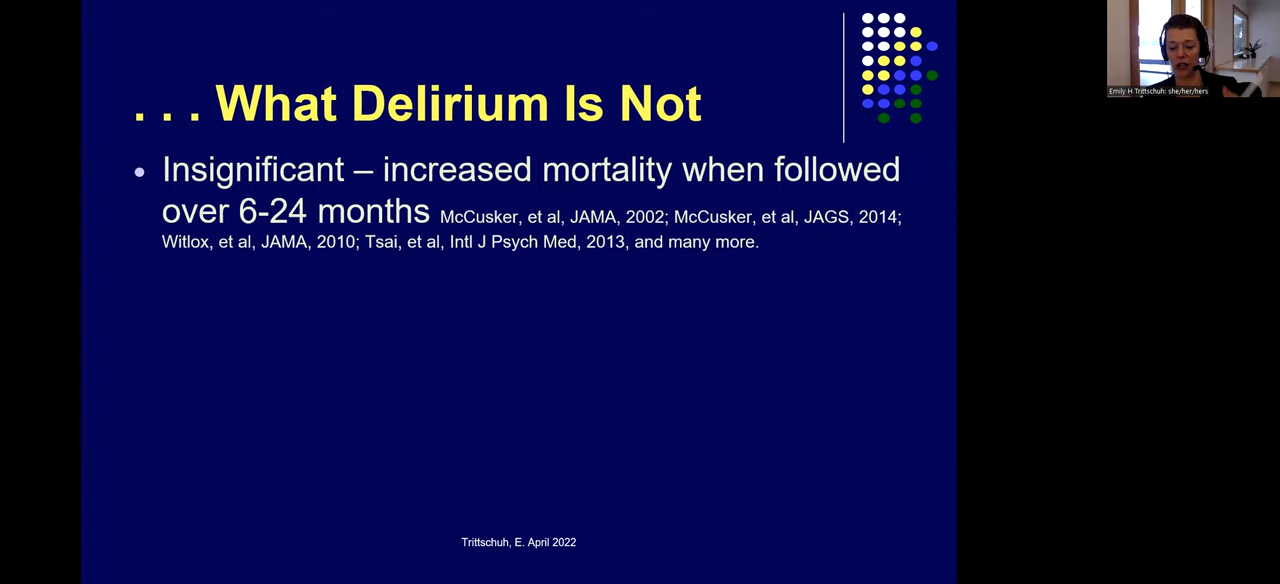 . . . What Delirium Is Not
• Insignificant – increased mortality when followed
over 6-24 months McCusker, et al, JAMA, 2002; McCusker, et al, JAGS, 2014;
Witlox, et al, JAMA, 2010; Tsai, et al, Intl J Psych Med, 2013, and many more.
Trittschuh, E. April 2022
Emily H Trittschuh: she/her/hers